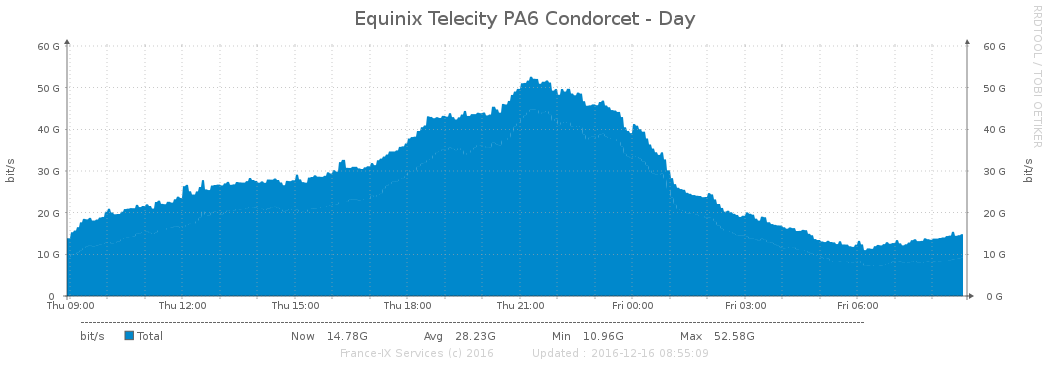 Equinix Telecity PA6 Condorcet - Day
RRDTOOL / TOBI OETIKER
bit/s
bit/s
60 G 60 G
50 G 50 G
40 G 40 G
30 G 30 G
20 G 20 G
10 G 10 G
0 0 G
Thu 09:00 Thu 12:00 Thu 15:00 Thu 18:00 Thu 21:00 Fri 00:00 Fri 03:00 Fri 06:00
bit/s Total Now 14.78G Avg 28.23G Min 10.96G Max 52.58G
France-IX Services (c) 2016 Updated : 2016-12-16 08:55:09